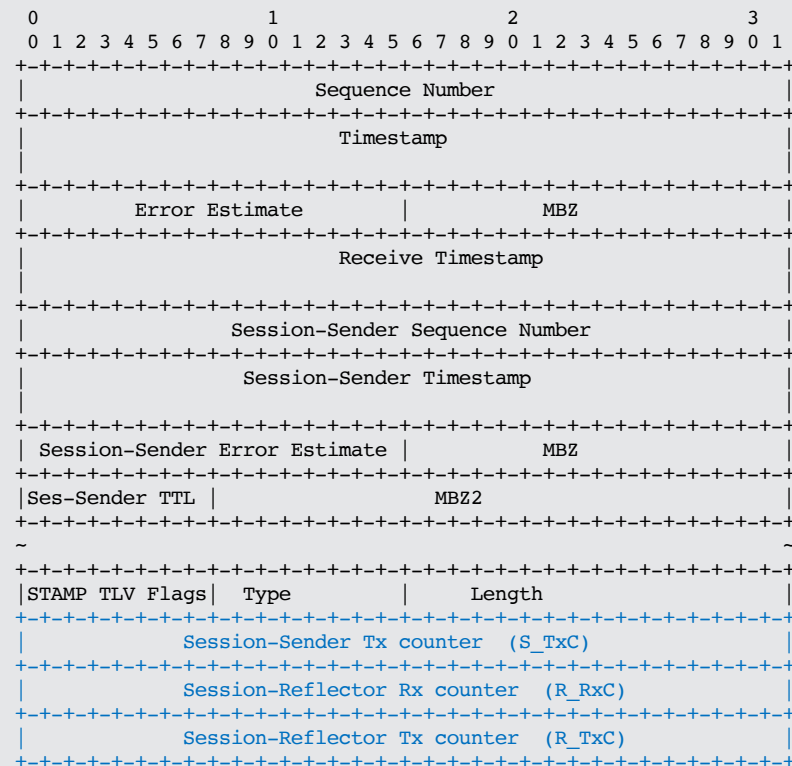 0                   1                   2                   3
 0 1 2 3 4 5 6 7 8 9 0 1 2 3 4 5 6 7 8 9 0 1 2 3 4 5 6 7 8 9 0 1
+-+-+-+-+-+-+-+-+-+-+-+-+-+-+-+-+-+-+-+-+-+-+-+-+-+-+-+-+-+-+-+-+
|                        Sequence Number                        |
+-+-+-+-+-+-+-+-+-+-+-+-+-+-+-+-+-+-+-+-+-+-+-+-+-+-+-+-+-+-+-+-+
|                          Timestamp                            |
|                                                               |
+-+-+-+-+-+-+-+-+-+-+-+-+-+-+-+-+-+-+-+-+-+-+-+-+-+-+-+-+-+-+-+-+
|         Error Estimate        |           MBZ                 |
+-+-+-+-+-+-+-+-+-+-+-+-+-+-+-+-+-+-+-+-+-+-+-+-+-+-+-+-+-+-+-+-+
|                          Receive Timestamp                    |
|                                                               |
+-+-+-+-+-+-+-+-+-+-+-+-+-+-+-+-+-+-+-+-+-+-+-+-+-+-+-+-+-+-+-+-+
|                 Session-Sender Sequence Number                |
+-+-+-+-+-+-+-+-+-+-+-+-+-+-+-+-+-+-+-+-+-+-+-+-+-+-+-+-+-+-+-+-+
|                  Session-Sender Timestamp                     |
|                                                               |
+-+-+-+-+-+-+-+-+-+-+-+-+-+-+-+-+-+-+-+-+-+-+-+-+-+-+-+-+-+-+-+-+
| Session-Sender Error Estimate |           MBZ                 |
+-+-+-+-+-+-+-+-+-+-+-+-+-+-+-+-+-+-+-+-+-+-+-+-+-+-+-+-+-+-+-+-+
|Ses-Sender TTL |                  MBZ2                         |
+-+-+-+-+-+-+-+-+-+-+-+-+-+-+-+-+-+-+-+-+-+-+-+-+-+-+-+-+-+-+-+-+
~                                                               ~
+-+-+-+-+-+-+-+-+-+-+-+-+-+-+-+-+-+-+-+-+-+-+-+-+-+-+-+-+-+-+-+-+
|STAMP TLV Flags|  Type         |     Length                    |
+-+-+-+-+-+-+-+-+-+-+-+-+-+-+-+-+-+-+-+-+-+-+-+-+-+-+-+-+-+-+-+-+
|             Session-Sender Tx counter  (S_TxC)                |
+-+-+-+-+-+-+-+-+-+-+-+-+-+-+-+-+-+-+-+-+-+-+-+-+-+-+-+-+-+-+-+-+
|             Session-Reflector Rx counter  (R_RxC)             |
+-+-+-+-+-+-+-+-+-+-+-+-+-+-+-+-+-+-+-+-+-+-+-+-+-+-+-+-+-+-+-+-+
|             Session-Reflector Tx counter  (R_TxC)             |
+-+-+-+-+-+-+-+-+-+-+-+-+-+-+-+-+-+-+-+-+-+-+-+-+-+-+-+-+-+-+-+-+